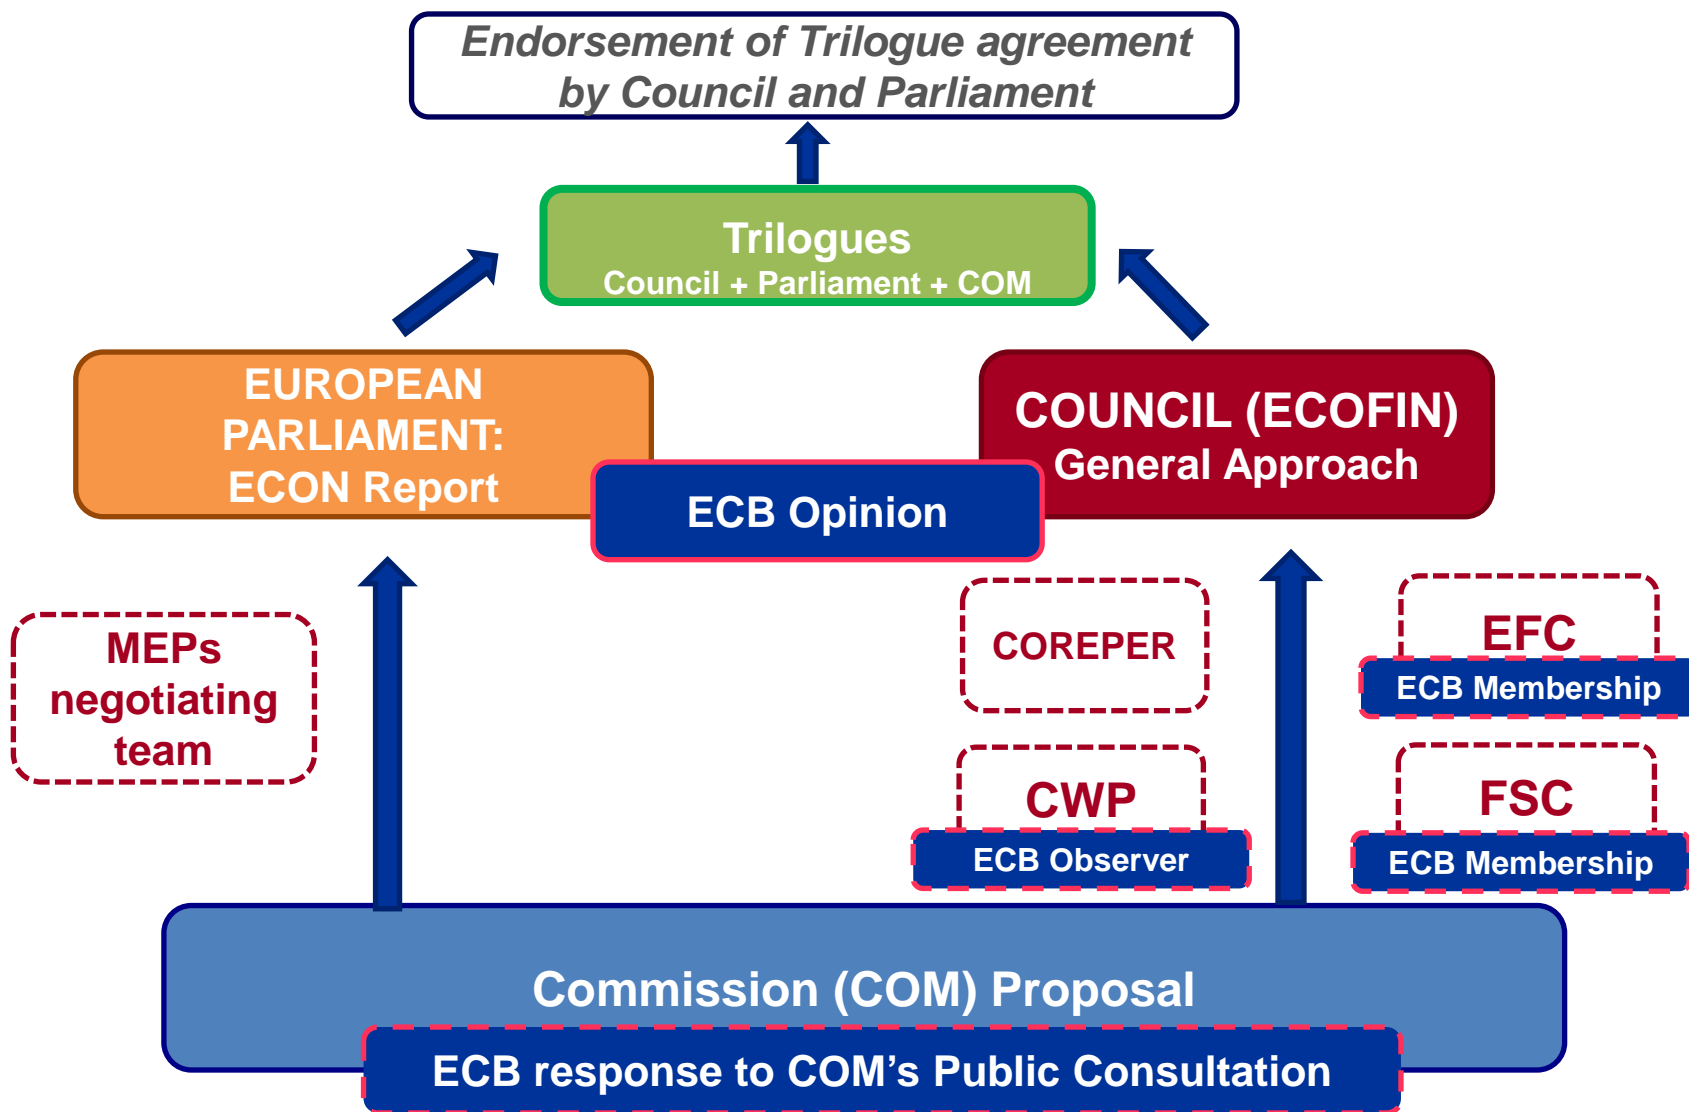 Endorsement of Trilogue agreement
by Council and Parliament
Trilogues
Council + Parliament + COM
EUROPEAN
PARLIAMENT:
ECON Report
COUNCIL (ECOFIN)
General Approach
ECB Opinion
MEPs
negotiating
team
COREPER
EFC
ECB Membership
CWP
ECB Observer
FSC
ECB Membership
Commission (COM) Proposal
ECB response to COM's Public Consultation